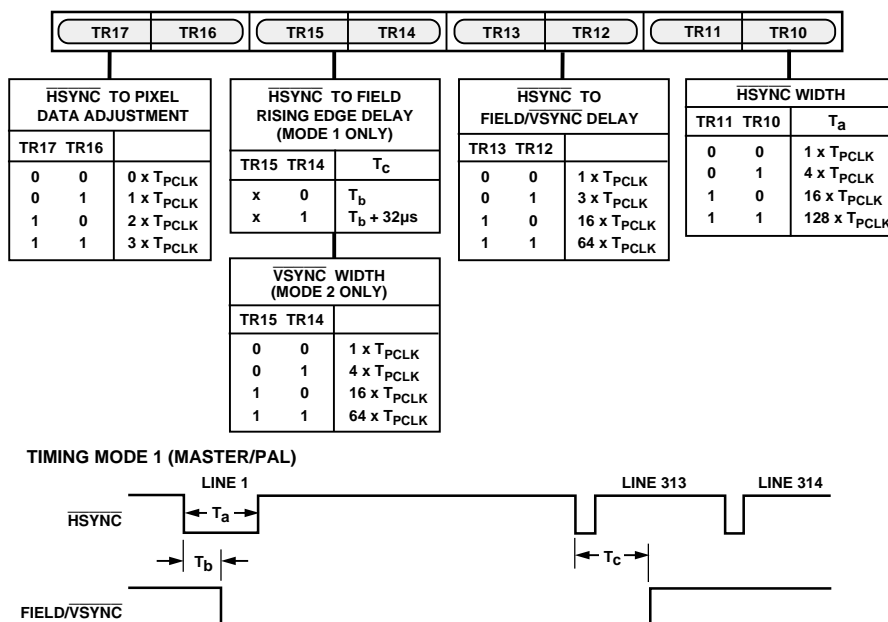 TR17 TR16 TR15 TR14 TR13 TR12 TR11 TR10
HSYNC TO PIXEL
DATA ADJUSTMENT
TR17 TR16
0 0 0 x TPCLK
0 1 1 x TPCLK
1 0 2 x TPCLK
1 1 3 x TPCLK
HSYNC TO FIELD
RISING EDGE DELAY
(MODE 1 ONLY)
TR15 TR14 Tc
x 0 Tb
x 1 Tb + 32µs
VSYNC WIDTH
(MODE 2 ONLY)
TR15 TR14
0 0 1 x TPCLK
0 1 4 x TPCLK
1 0 16 x TPCLK
1 1 64 x TPCLK
HSYNC TO
FIELD/VSYNC DELAY
TR13 TR12
0 0 1 x TPCLK
0 1 3 x TPCLK
1 0 16 x TPCLK
1 1 64 x TPCLK
HSYNC WIDTH
TR11 TR10 Ta
0 0 1 x TPCLK
0 1 4 x TPCLK
1 0 16 x TPCLK
1 1 128 x TPCLK
TIMING MODE 1 (MASTER/PAL)
LINE 1 LINE 313 LINE 314
HSYNC
Ta
Tb
Tc
FIELD/VSYNC